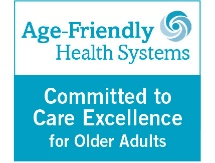 Age-Friendly
Health Systems
Committed to
Care Excellence
for Older Adults